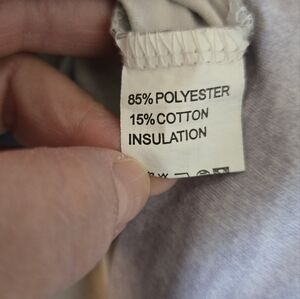 85% POLYESTER
15% COTTON
INSULATION